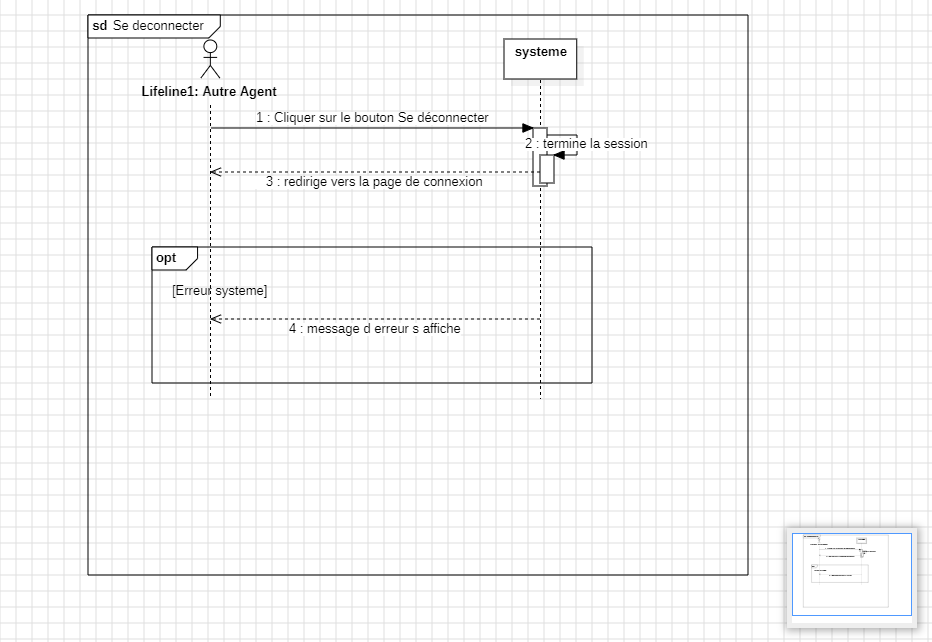 sd Se deconnecter
systeme
Lifeline1: Autre Agent
1 : Cliquer sur le bouton Se déconnecter
2 : termine la session
3 : redirige vers la page de connexion
opt
[Erreur systeme]
4 : message d erreur s affiche